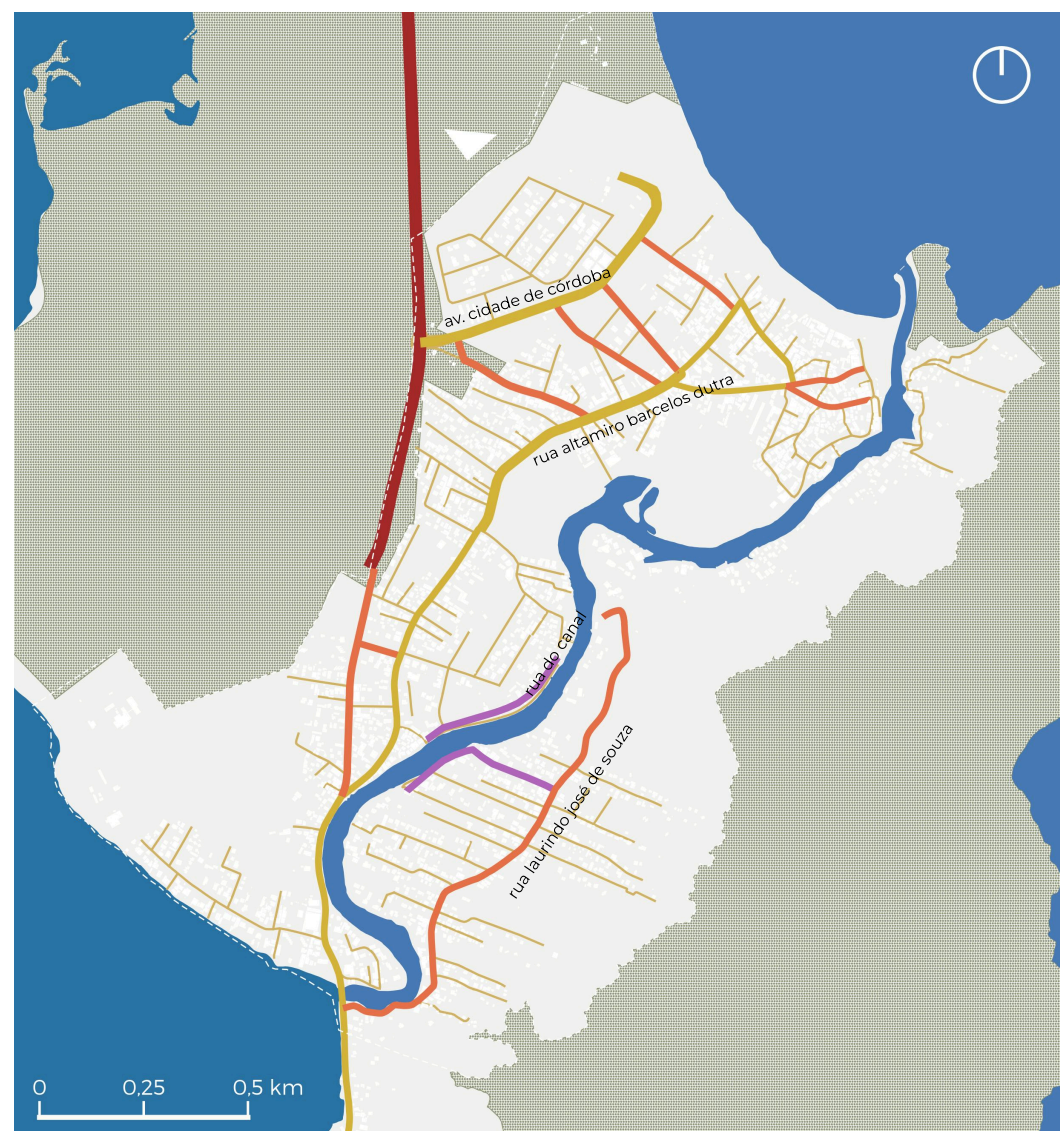 av. cidade de córdoba
rua altamiro barcelos dutra
rua do canal
rua laurindo josé de souza
0 0,25 0,5 km